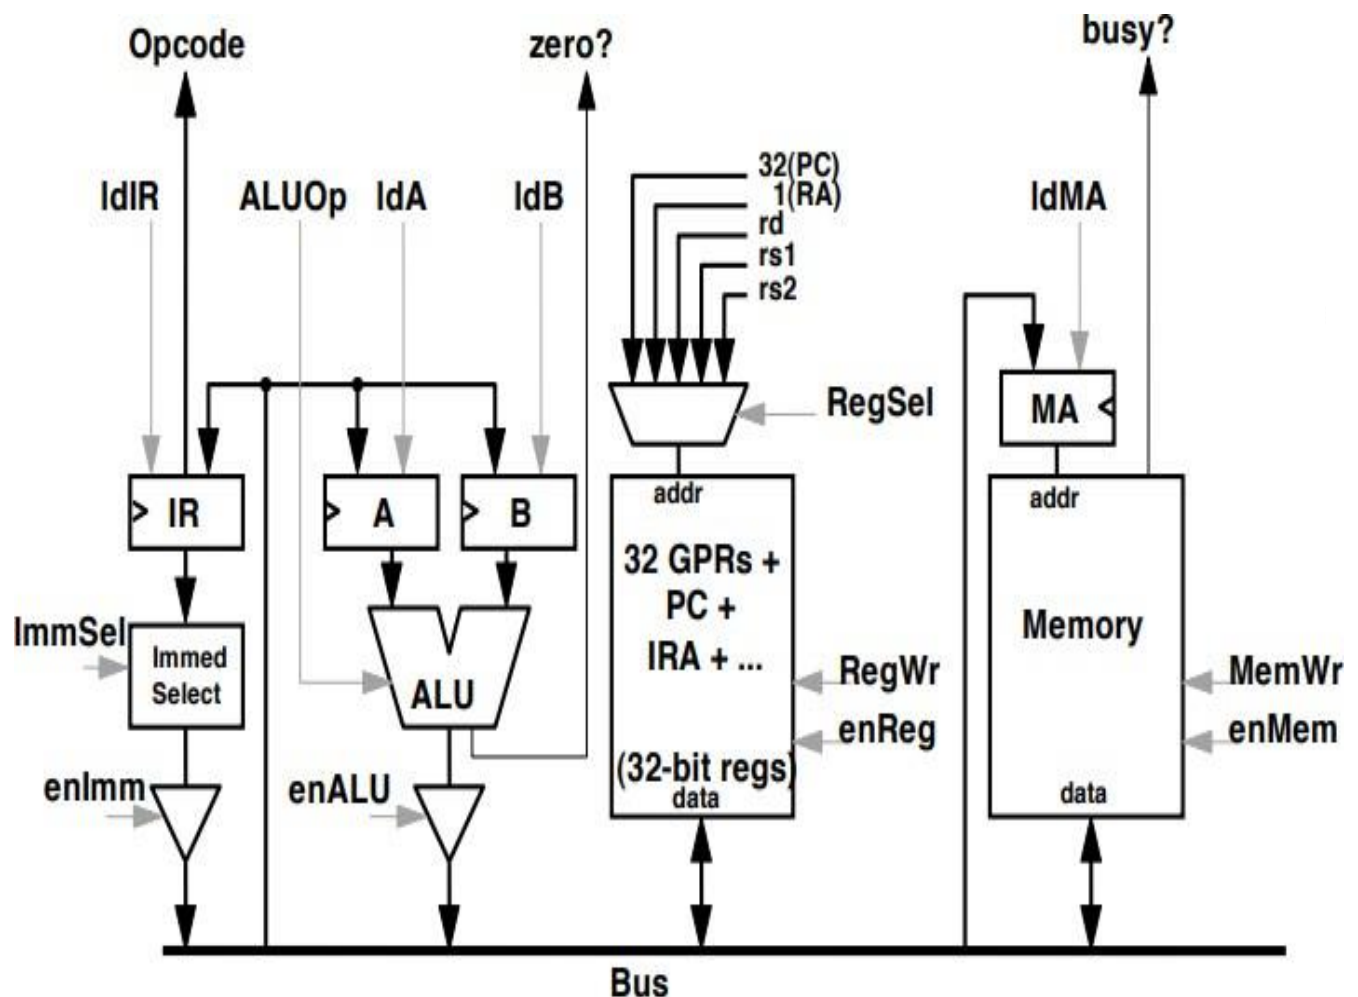 Opcode
zero?
busy?
ldIR
ALUOp
ldA
ldB
32(PC)
1(RA)
rd
rs1
rs2
ldMA
RegSel
MA
IR
A
B
addr
addr
32 GPRs +
PC +
IRA + ...
(32-bit regs)
data
Memory
data
ImmSel
Immed
Select
ALU
RegWr
enReg
MemWr
enMem
enImm
enALU
Bus